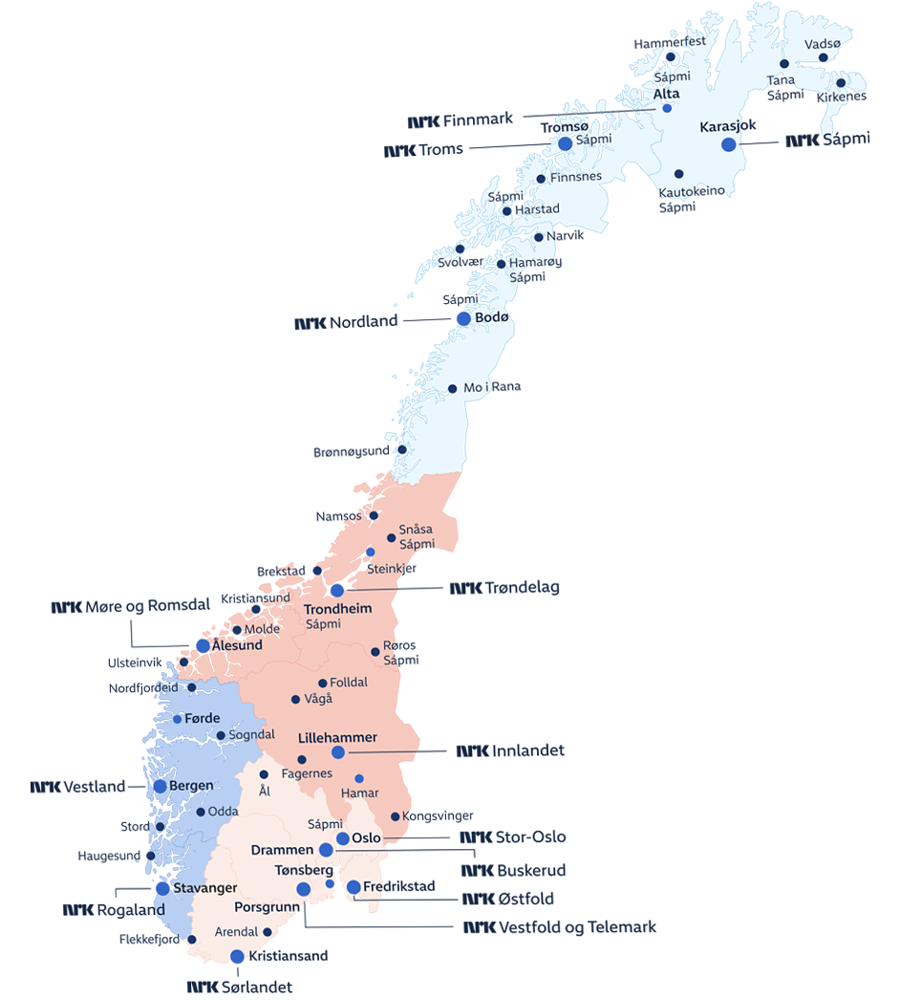 Hammerfest
Vadsø
Sápmi
Tana
Sápmi
Kirkenes
Alta
NRK Finnmark
Tromsø
Sápmi
Karasjok
NRK Sápmi
NRK Troms
Finnsnes
Kautokeino
Sápmi
Sápmi
Harstad
Narvik
Svolvær
Hamarøy
Sápmi
Sápmi
NRK Nordland
Bodø
Mo i Rana
Brønnøysund
Namsos
Snåsa
Sápmi
Steinkjer
Brekstad
NRK Trøndelag
Kristiansund
NRK Møre og Romsdal
Trondheim
Sápmi
Molde
Ålesund
Røros
Sápmi
Ulsteinvik
Nordfjordeid
Folldal
Vågå
Førde
Sogndal
Lillehammer
NRK Innlandet
Fagernes
Ål
Hamar
NRK Vestland
Bergen
Odda
Kongsvinger
Stord
Sápmi
Oslo
NRK Stor-Oslo
Drammen
Haugesund
Tønsberg
NRK Buskerud
Stavanger
Fredrikstad
NRK Østfold
Porsgrunn
NRK Rogaland
NRK Vestfold og Telemark
Arendal
Flekkefjord
Kristiansand
NRK Sørlandet